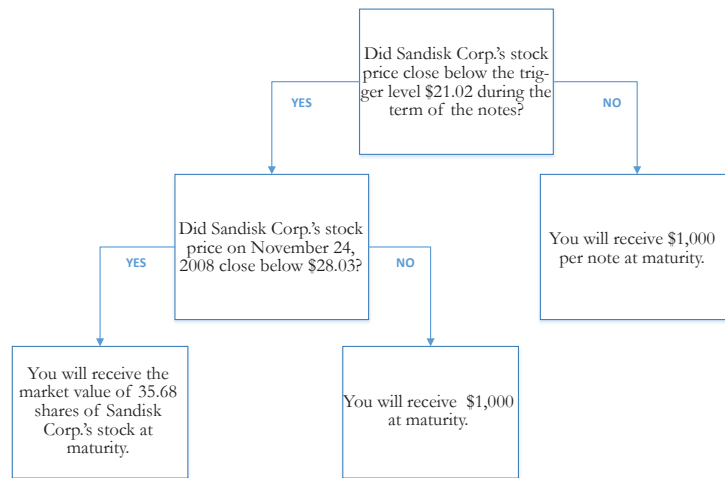 Did Sandisk Corp.'s stock
price close below the trig-
ger level $21.02 during the
term of the notes?
YES
NO
Did Sandisk Corp.'s stock
price on November 24,
2008 close below $28.03?
You will receive $1,000
per note at maturity.
YES
NO
You will receive the
market value of 35.68
shares of Sandisk
Corp.'s stock at
maturity.
You will receive $1,000
at maturity.